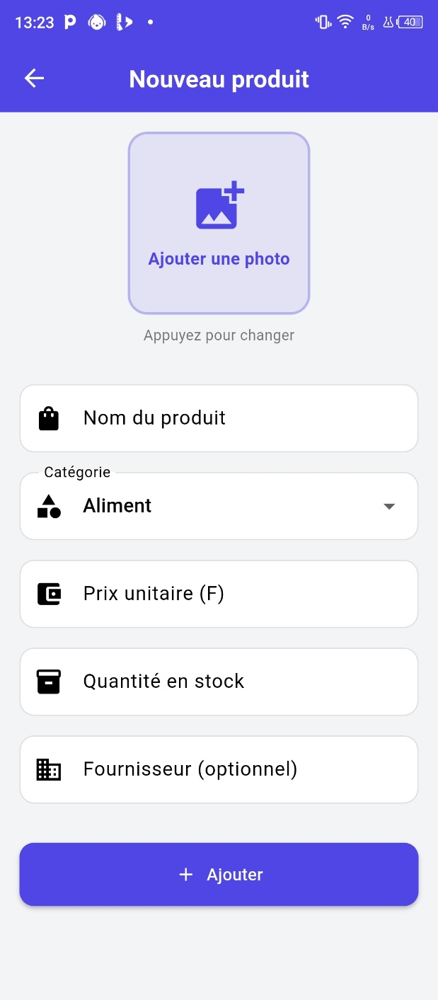 13:23
0
B/s
40
Nouveau produit
Ajouter une photo
Appuyez pour changer
Nom du produit
Catégorie
Aliment
Prix unitaire (F)
Quantité en stock
Fournisseur (optionnel)
+ Ajouter